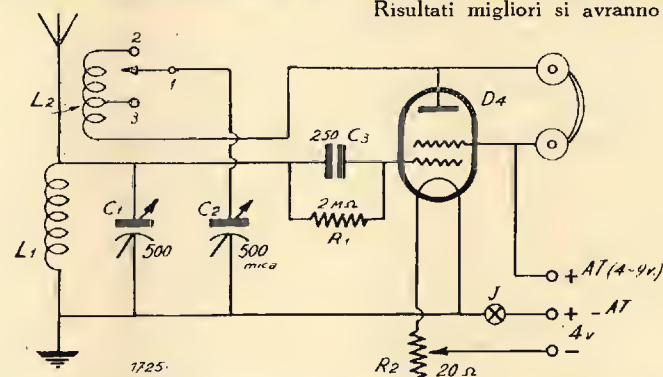 Risultati migliori si avranno
2
1
L2
3
D4
250 C3
C1
500
C2
500
mica
2 MΩ
R1
L1
+ AT (4-9v.)
J
+ - AT
4v
-
R2
20 Ω
1725.